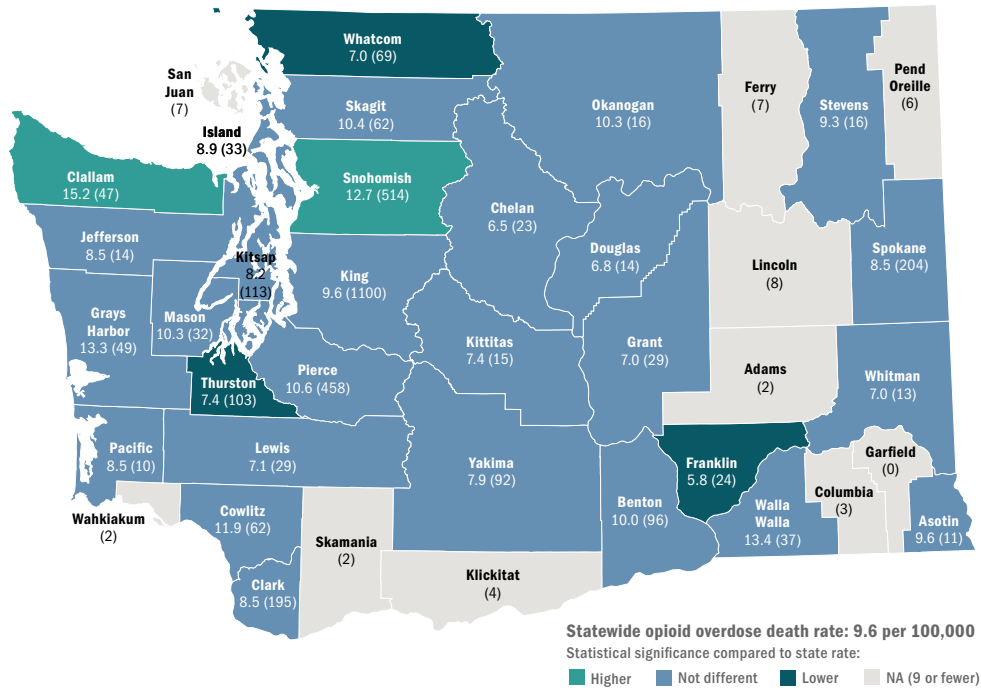 Whatcom
7.0 (69)
San
Juan
(7)
Skagit
10.4 (62)
Okanogan
10.3 (16)
Ferry
(7)
Stevens
9.3 (16)
Pend
Oreille
(6)
Island
8.9 (33)
Clallam
15.2 (47)
Snohomish
12.7 (514)
Chelan
6.5 (23)
Jefferson
8.5 (14)
Kitsap
8.2
(113)
King
9.6 (1100)
Douglas
6.8 (14)
Lincoln
(8)
Spokane
8.5 (204)
Grays
Harbor
13.3 (49)
Mason
10.3 (32)
Kittitas
7.4 (15)
Grant
7.0 (29)
Thurston
7.4 (103)
Pierce
10.6 (458)
Adams
(2)
Whitman
7.0 (13)
Pacific
8.5 (10)
Lewis
7.1 (29)
Yakima
7.9 (92)
Franklin
5.8 (24)
Garfield
(0)
Wahkiakum
(2)
Cowlitz
11.9 (62)
Skamania
(2)
Benton
10.0 (96)
Walla
Walla
13.4 (37)
Columbia
(3)
Asotin
9.6 (11)
Clark
8.5 (195)
Klickitat
(4)
Statewide opioid overdose death rate: 9.6 per 100,000
Statistical significance compared to state rate:
Higher Not different Lower NA (9 or fewer)